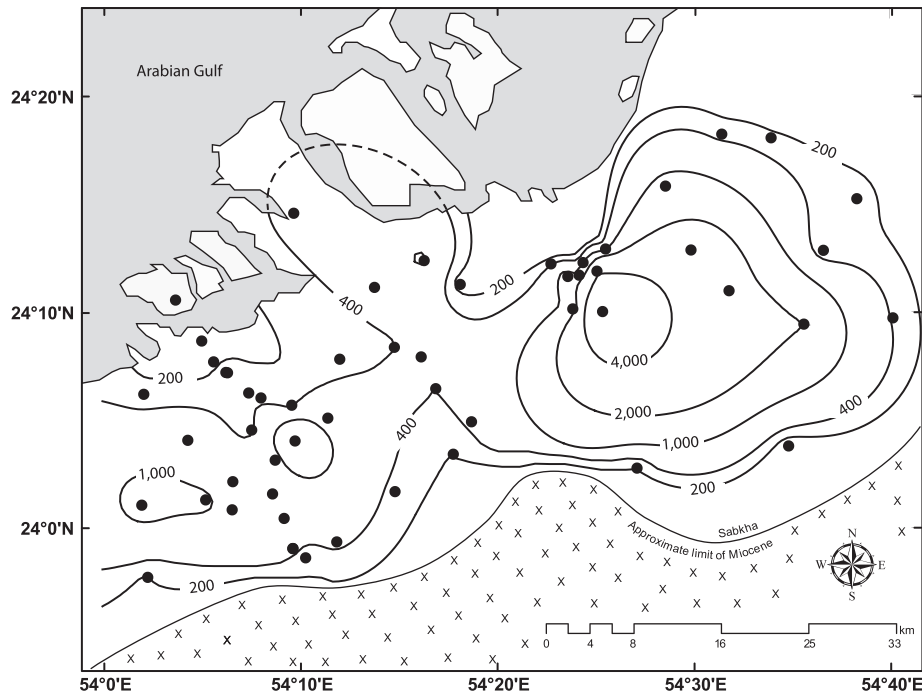 Arabian Gulf
24°20'N
200
200
400
24°10'N
4,000
200
2,000
400
400
1,000
1,000
200
Sabkha
Approximate limit of Miocene
24°0'N
N
W E
S
200
km
0 4 8 16 25 33
54°0'E 54°10'E 54°20'E 54°30'E 54°40'E